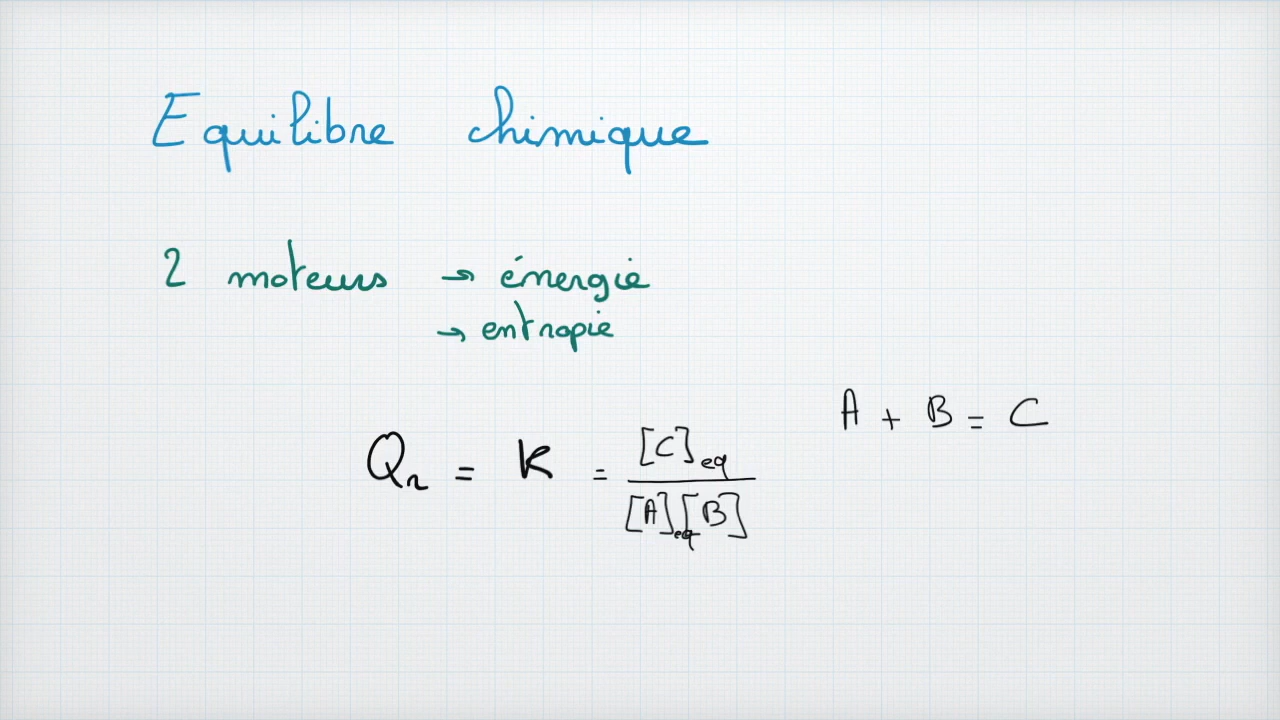 Equilibre chimique
2 moteurs → énergie
→ entropie
A + B = C
Qr = K = [C]eq / [A]eq[B]